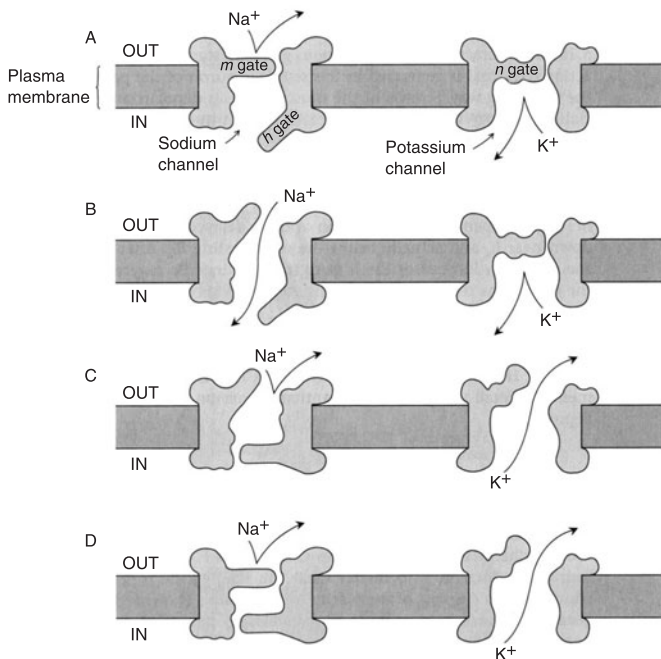 A
OUT
Na+
m gate
n gate
Plasma
membrane
IN
h gate
Sodium
channel
Potassium
channel
K+
B
OUT
Na+
IN
K+
C
OUT
Na+
IN
K+
D
OUT
Na+
IN
K+